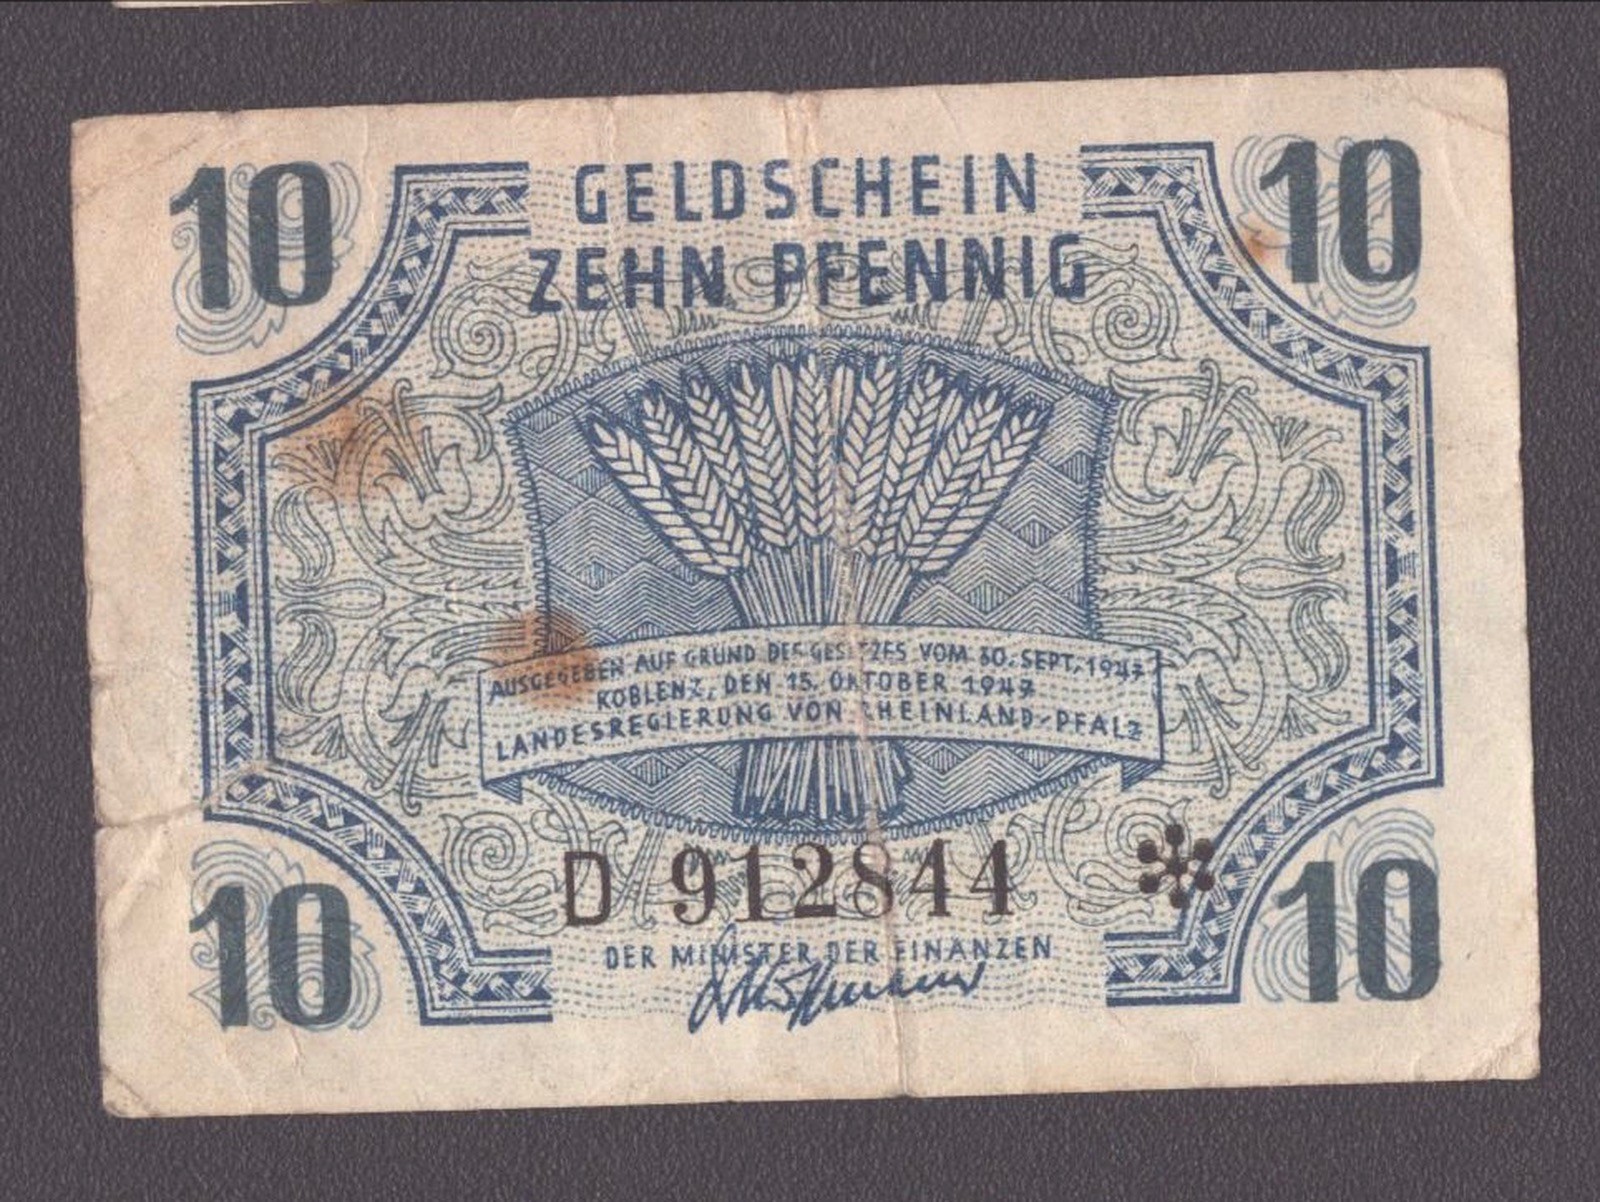 10 10
GELDSCHEIN
ZEHN PFENNIG
AUSGEGEBEN AUF GRUND DES GESETZES VOM 30. SEPT. 1947
KOBLENZ, DEN 15. OKTOBER 1947
LANDESREGIERUNG VON RHEINLAND-PFALZ
D 912844 *
DER MINISTER DER FINANZEN
10 10